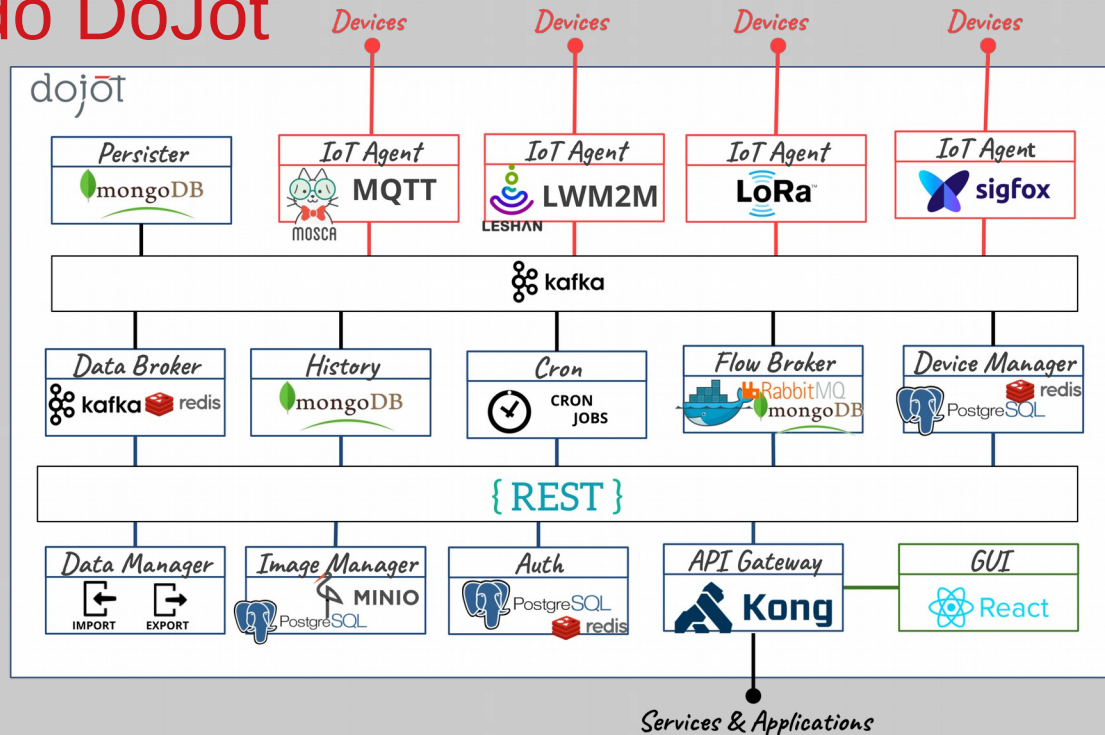 do DoJot
Devices Devices Devices Devices
dojot
Persister IoT Agent IoT Agent IoT Agent IoT Agent
mongoDB MQTT LWM2M LoRa™ sigfox
MOSCA LESHAN
kafka
Data Broker History Cron Flow Broker Device Manager
kafka redis mongoDB CRON JOBS RabbitMQ mongoDB redis PostgreSQL
{ REST }
Data Manager Image Manager Auth API Gateway GUI
IMPORT EXPORT MINIO PostgreSQL PostgreSQL redis Kong React
Services & Applications